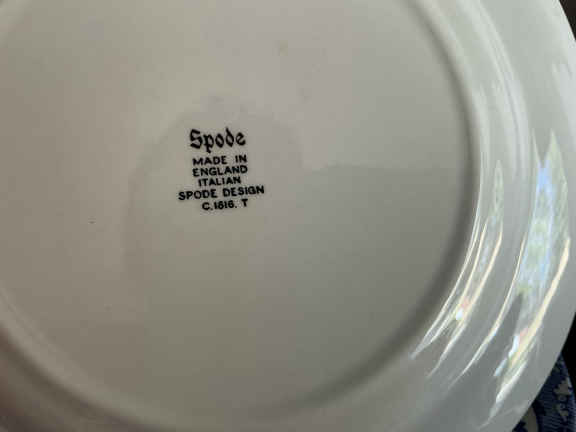 Spode
MADE IN
ENGLAND
ITALIAN
SPODE DESIGN
C.1816. T